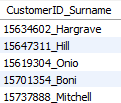 CustomerID_Surname
15634602_Hargrave
15647311_Hill
15619304_Onio
15701354_Boni
15737888_Mitchell